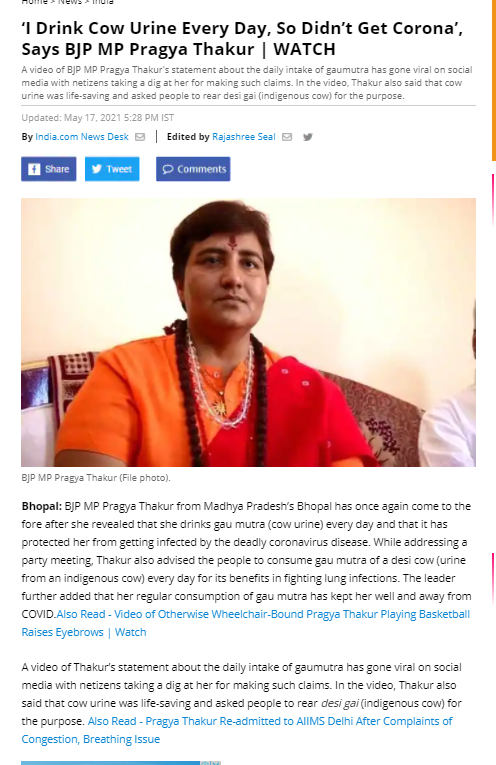 Home > News > India
‘I Drink Cow Urine Every Day, So Didn’t Get Corona’,
Says BJP MP Pragya Thakur | WATCH
A video of BJP MP Pragya Thakur's statement about the daily intake of gaumutra has gone viral on social
media with netizens taking a dig at her for making such claims. In the video, Thakur also said that cow
urine was life-saving and asked people to rear desi gai (indigenous cow) for the purpose.
Updated: May 17, 2021 5:28 PM IST
By India.com News Desk | Edited by Rajashree Seal
Share Tweet Comments
BJP MP Pragya Thakur (File photo).
Bhopal: BJP MP Pragya Thakur from Madhya Pradesh’s Bhopal has once again come to the
fore after she revealed that she drinks gau mutra (cow urine) every day and that it has
protected her from getting infected by the deadly coronavirus disease. While addressing a
party meeting, Thakur also advised the people to consume gau mutra of a desi cow (urine
from an indigenous cow) every day for its benefits in fighting lung infections. The leader
further added that her regular consumption of gau mutra has kept her well and away from
COVID.Also Read - Video of Otherwise Wheelchair-Bound Pragya Thakur Playing Basketball
Raises Eyebrows | Watch
A video of Thakur’s statement about the daily intake of gaumutra has gone viral on social
media with netizens taking a dig at her for making such claims. In the video, Thakur also
said that cow urine was life-saving and asked people to rear desi gai (indigenous cow) for
the purpose. Also Read - Pragya Thakur Re-admitted to AIIMS Delhi After Complaints of
Congestion, Breathing Issue